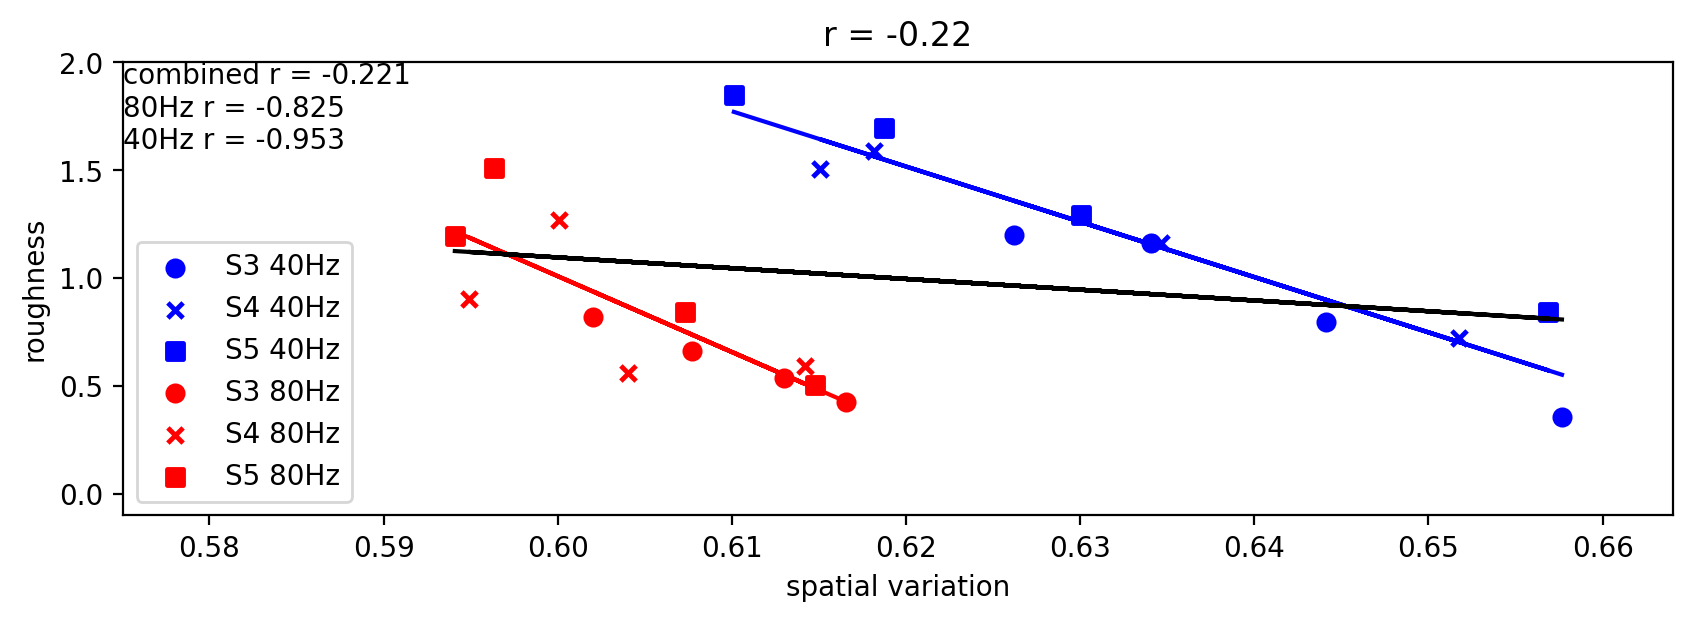 r = -0.22
combined r = -0.221
80Hz r = -0.825
40Hz r = -0.953
2.0
1.5
1.0
0.5
0.0
roughness
S3 40Hz
S4 40Hz
S5 40Hz
S3 80Hz
S4 80Hz
S5 80Hz
0.58 0.59 0.60 0.61 0.62 0.63 0.64 0.65 0.66
spatial variation